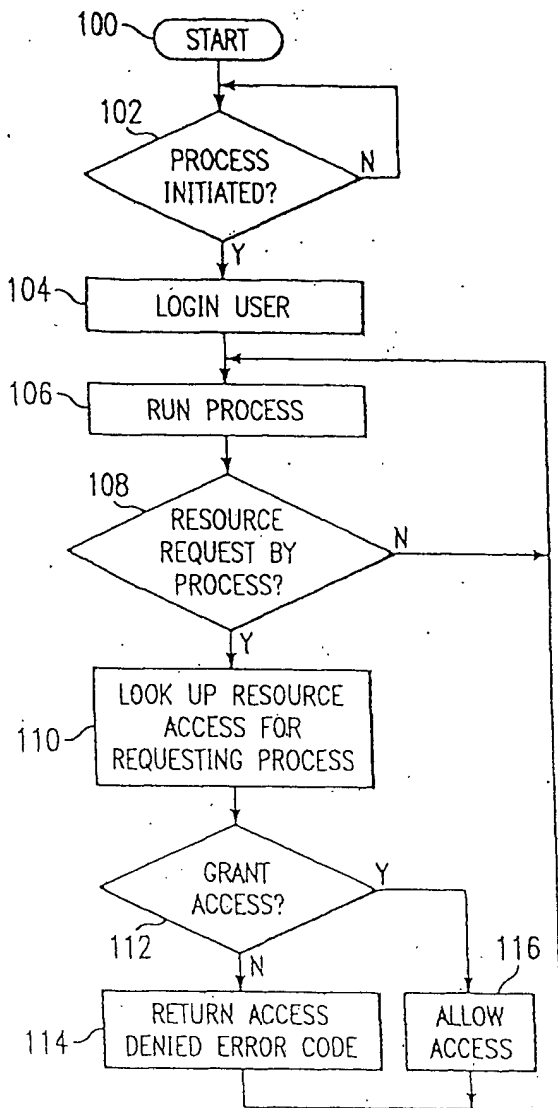 100
START
102
PROCESS
INITIATED?
N
Y
104
LOGIN USER
106
RUN PROCESS
108
RESOURCE
REQUEST BY
PROCESS?
N
Y
110
LOOK UP RESOURCE
ACCESS FOR
REQUESTING PROCESS
GRANT
ACCESS?
Y
112
N
116
114
RETURN ACCESS
DENIED ERROR CODE
ALLOW
ACCESS